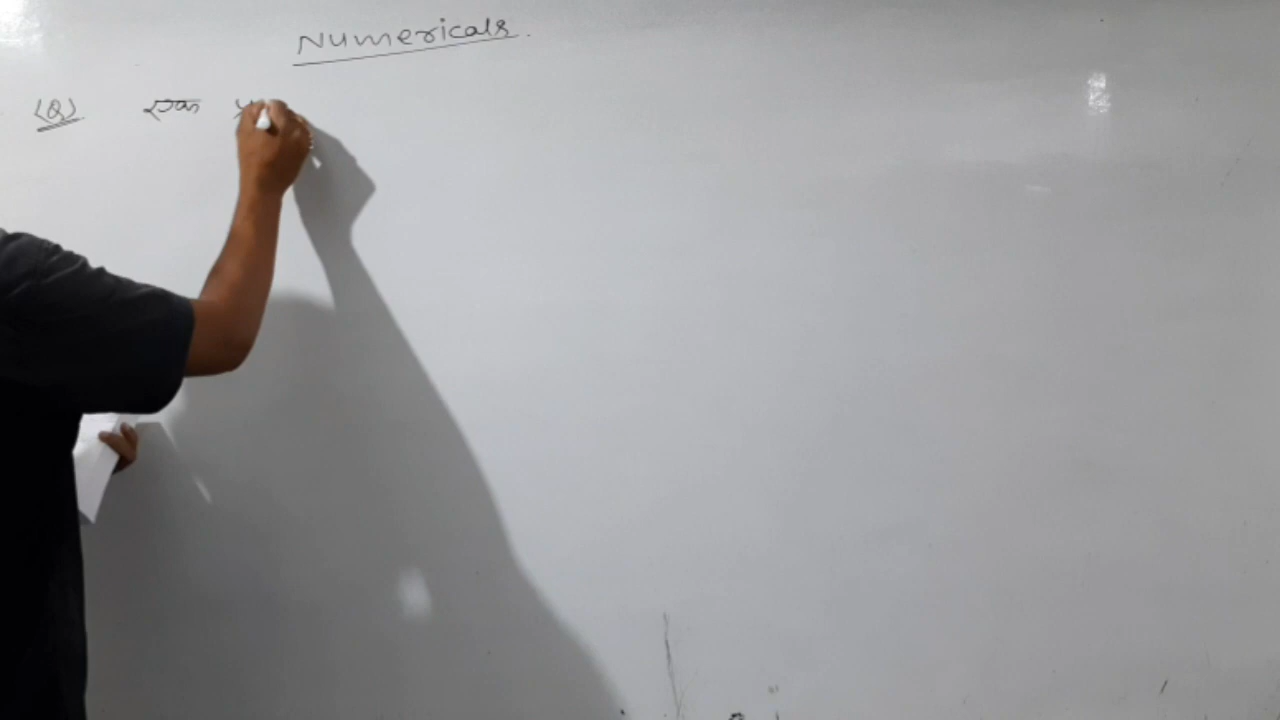 Numericals.
(Q) एक